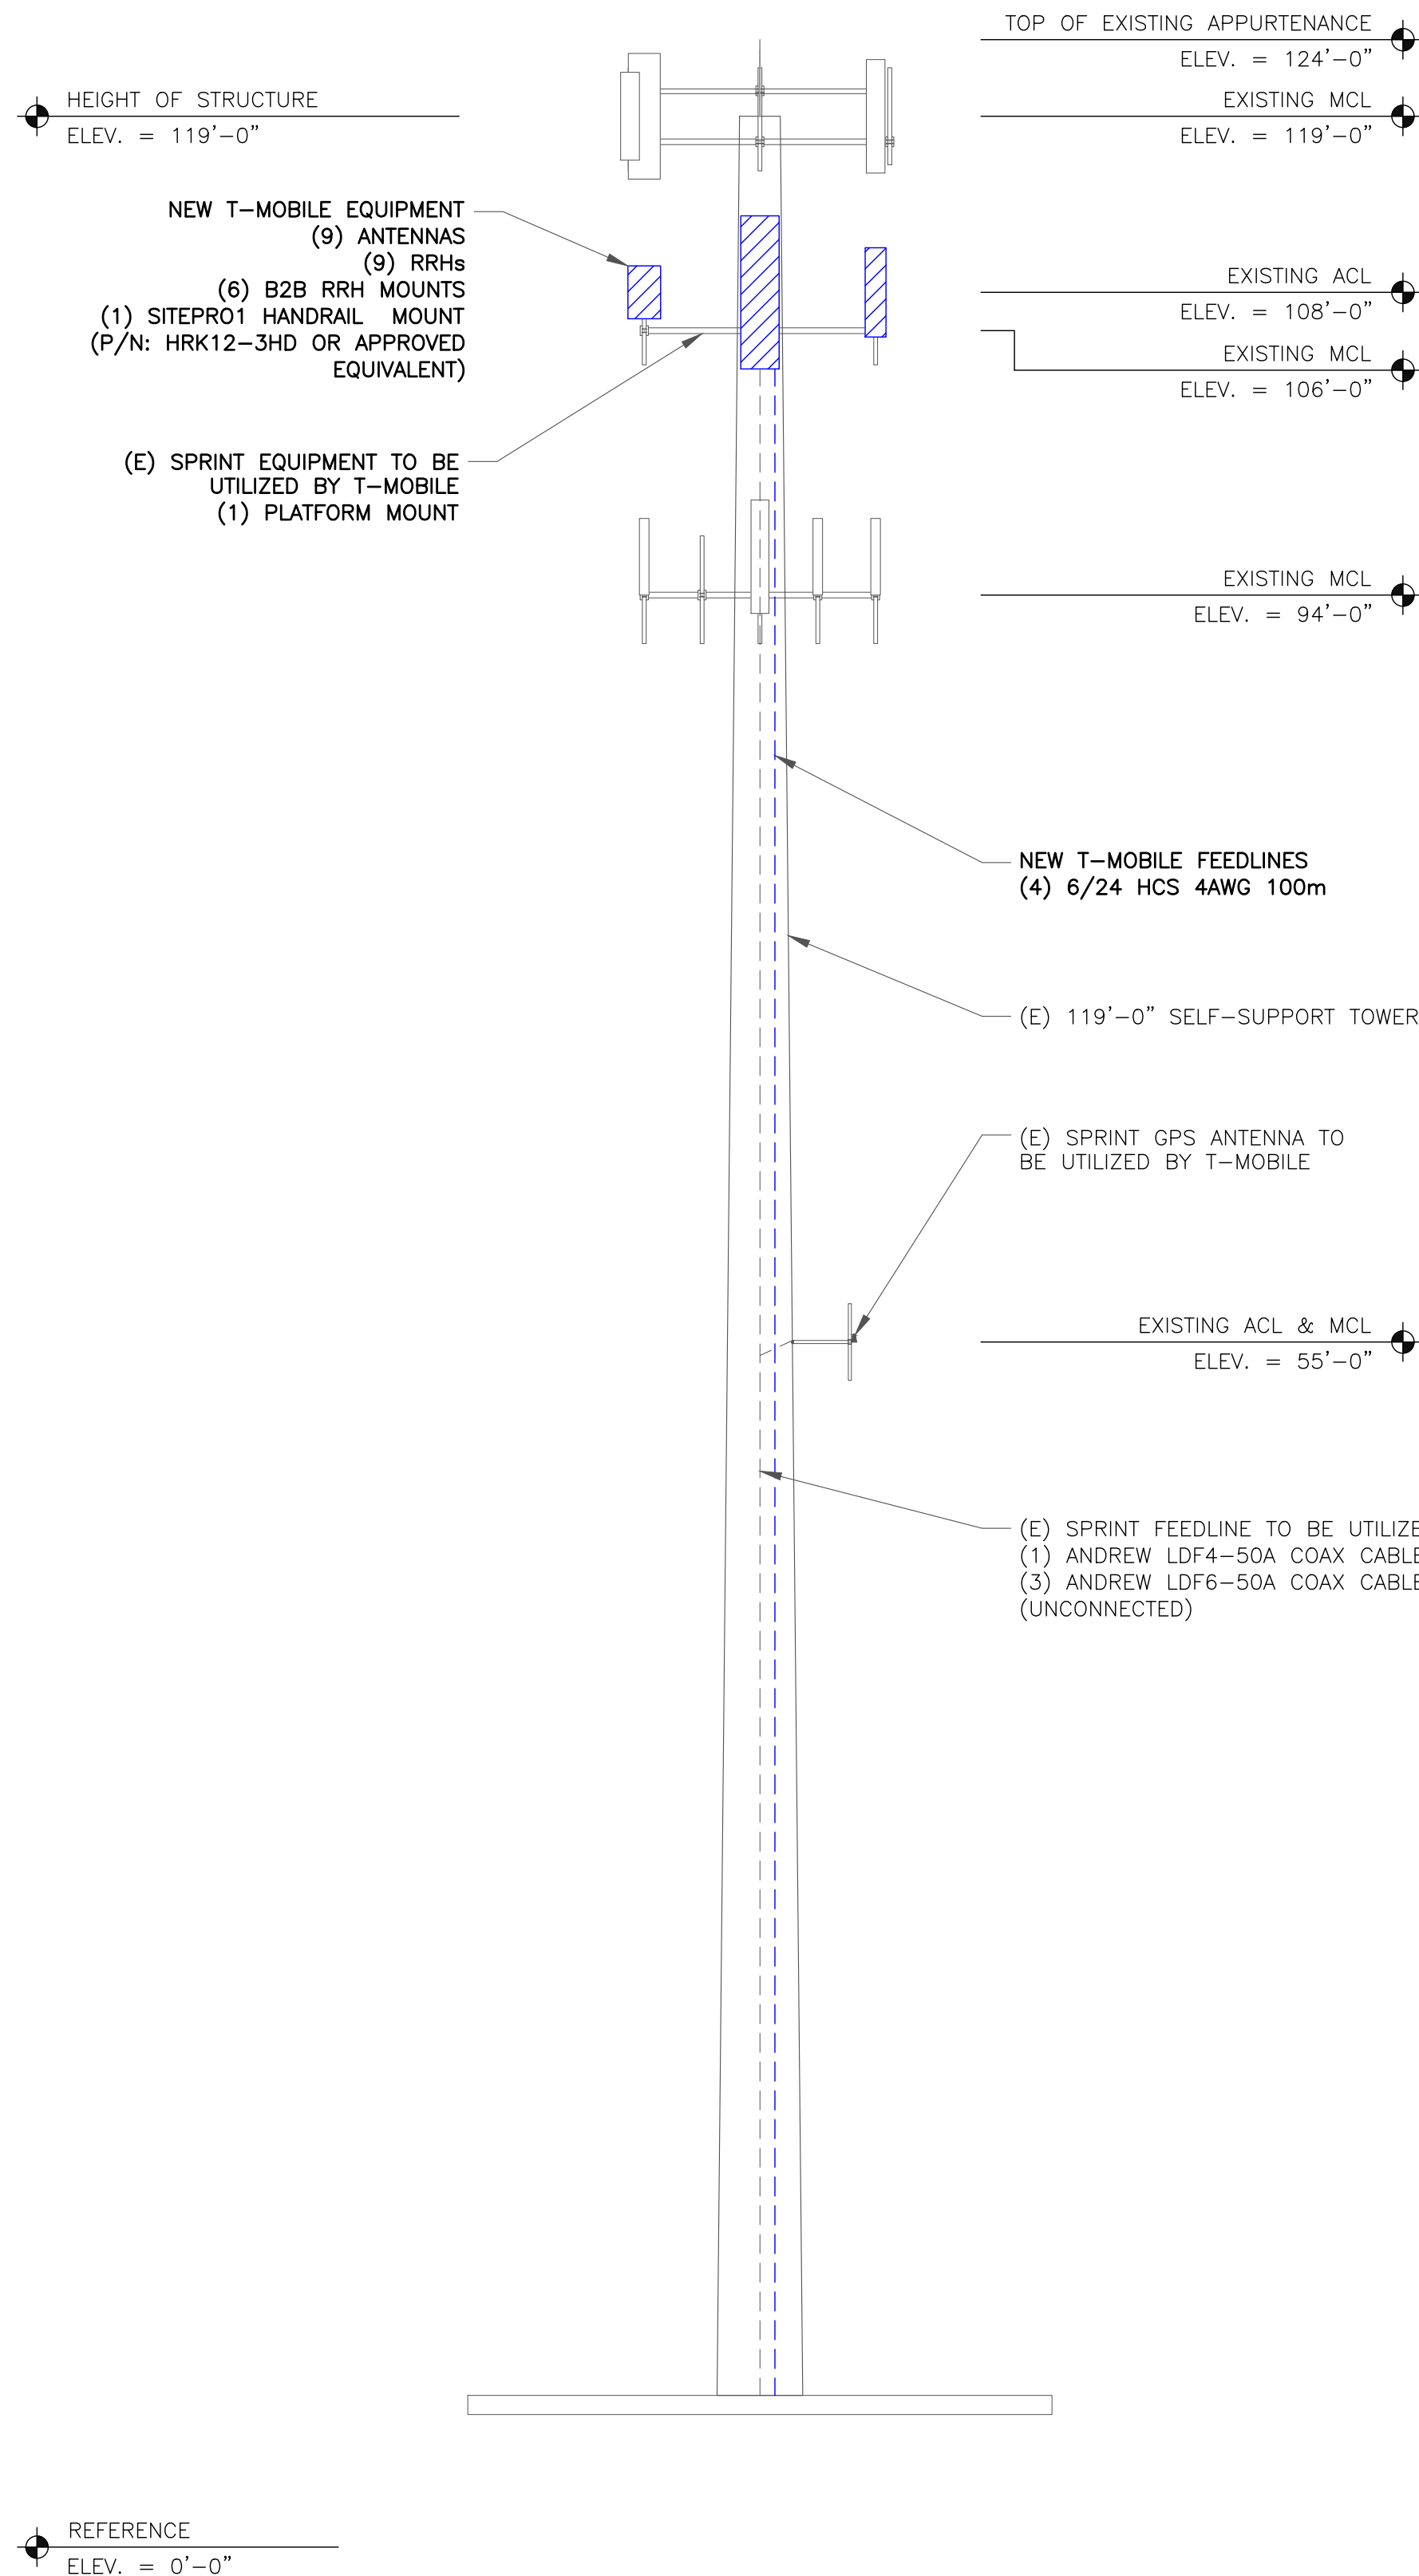 TOP OF EXISTING APPURTENANCE
ELEV. = 124'-0"
HEIGHT OF STRUCTURE
ELEV. = 119'-0"
EXISTING MCL
ELEV. = 119'-0"
NEW T-MOBILE EQUIPMENT
(9) ANTENNAS
(9) RRHs
(6) B2B RRH MOUNTS
(1) SITEPRO1 HANDRAIL MOUNT
(P/N: HRK12-3HD OR APPROVED
EQUIVALENT)
EXISTING ACL
ELEV. = 108'-0"
EXISTING MCL
ELEV. = 106'-0"
(E) SPRINT EQUIPMENT TO BE
UTILIZED BY T-MOBILE
(1) PLATFORM MOUNT
EXISTING MCL
ELEV. = 94'-0"
NEW T-MOBILE FEEDLINES
(4) 6/24 HCS 4AWG 100m
(E) 119'-0" SELF-SUPPORT TOWER
(E) SPRINT GPS ANTENNA TO
BE UTILIZED BY T-MOBILE
EXISTING ACL & MCL
ELEV. = 55'-0"
(E) SPRINT FEEDLINE TO BE UTILIZE
(1) ANDREW LDF4-50A COAX CABLE
(3) ANDREW LDF6-50A COAX CABLE
(UNCONNECTED)
REFERENCE
ELEV. = 0'-0"